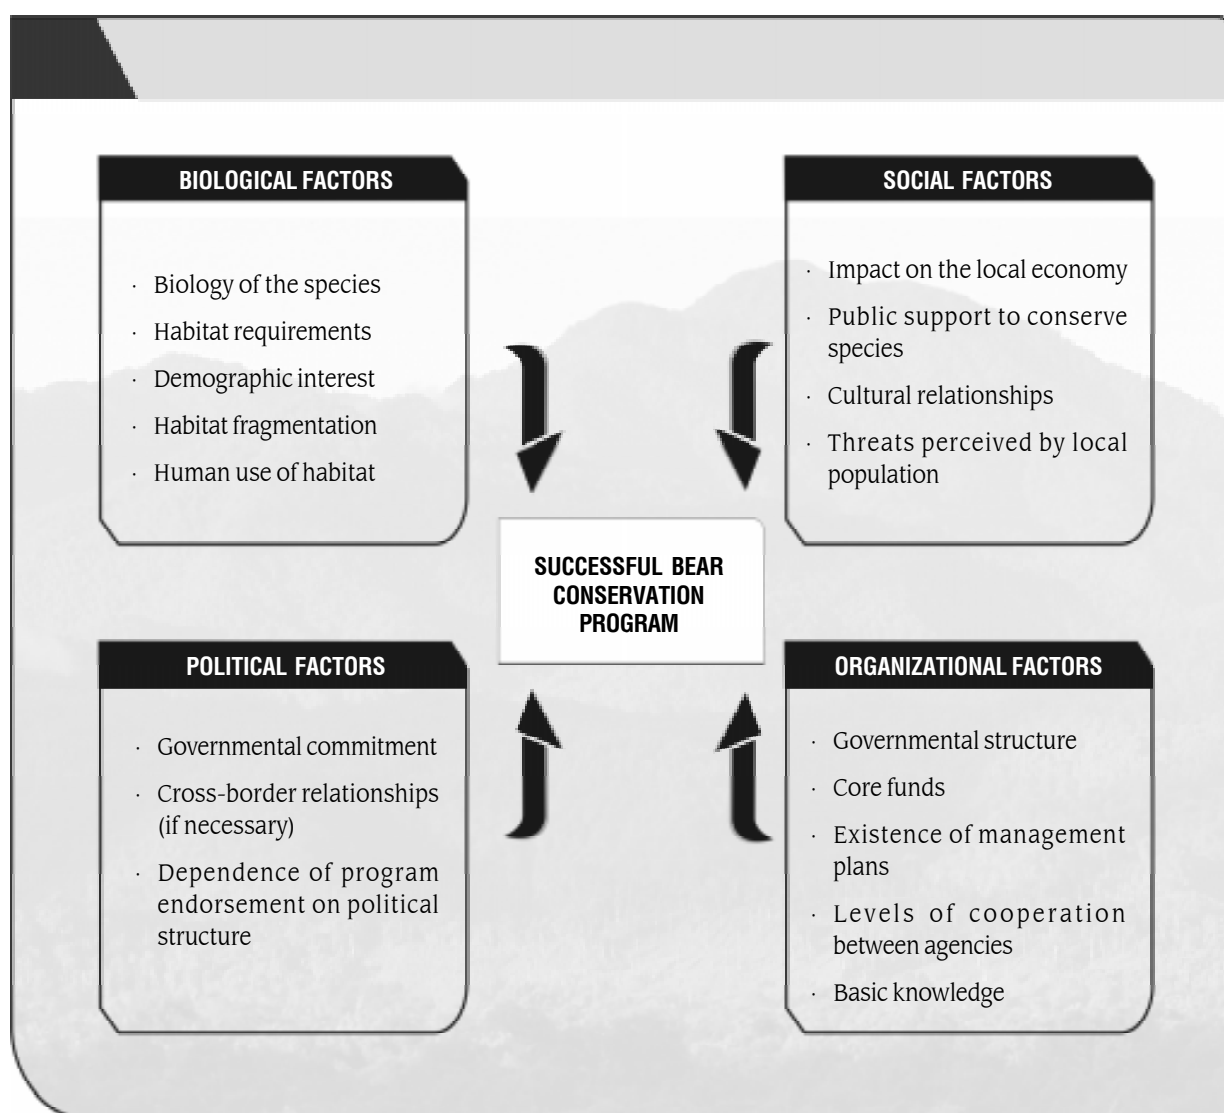 BIOLOGICAL FACTORS
· Biology of the species
· Habitat requirements
· Demographic interest
· Habitat fragmentation
· Human use of habitat
SOCIAL FACTORS
· Impact on the local economy
· Public support to conserve
species
· Cultural relationships
· Threats perceived by local
population
SUCCESSFUL BEAR
CONSERVATION
PROGRAM
POLITICAL FACTORS
· Governmental commitment
· Cross-border relationships
(if necessary)
· Dependence of program
endorsement on political
structure
ORGANIZATIONAL FACTORS
· Governmental structure
· Core funds
· Existence of management
plans
· Levels of cooperation
between agencies
· Basic knowledge